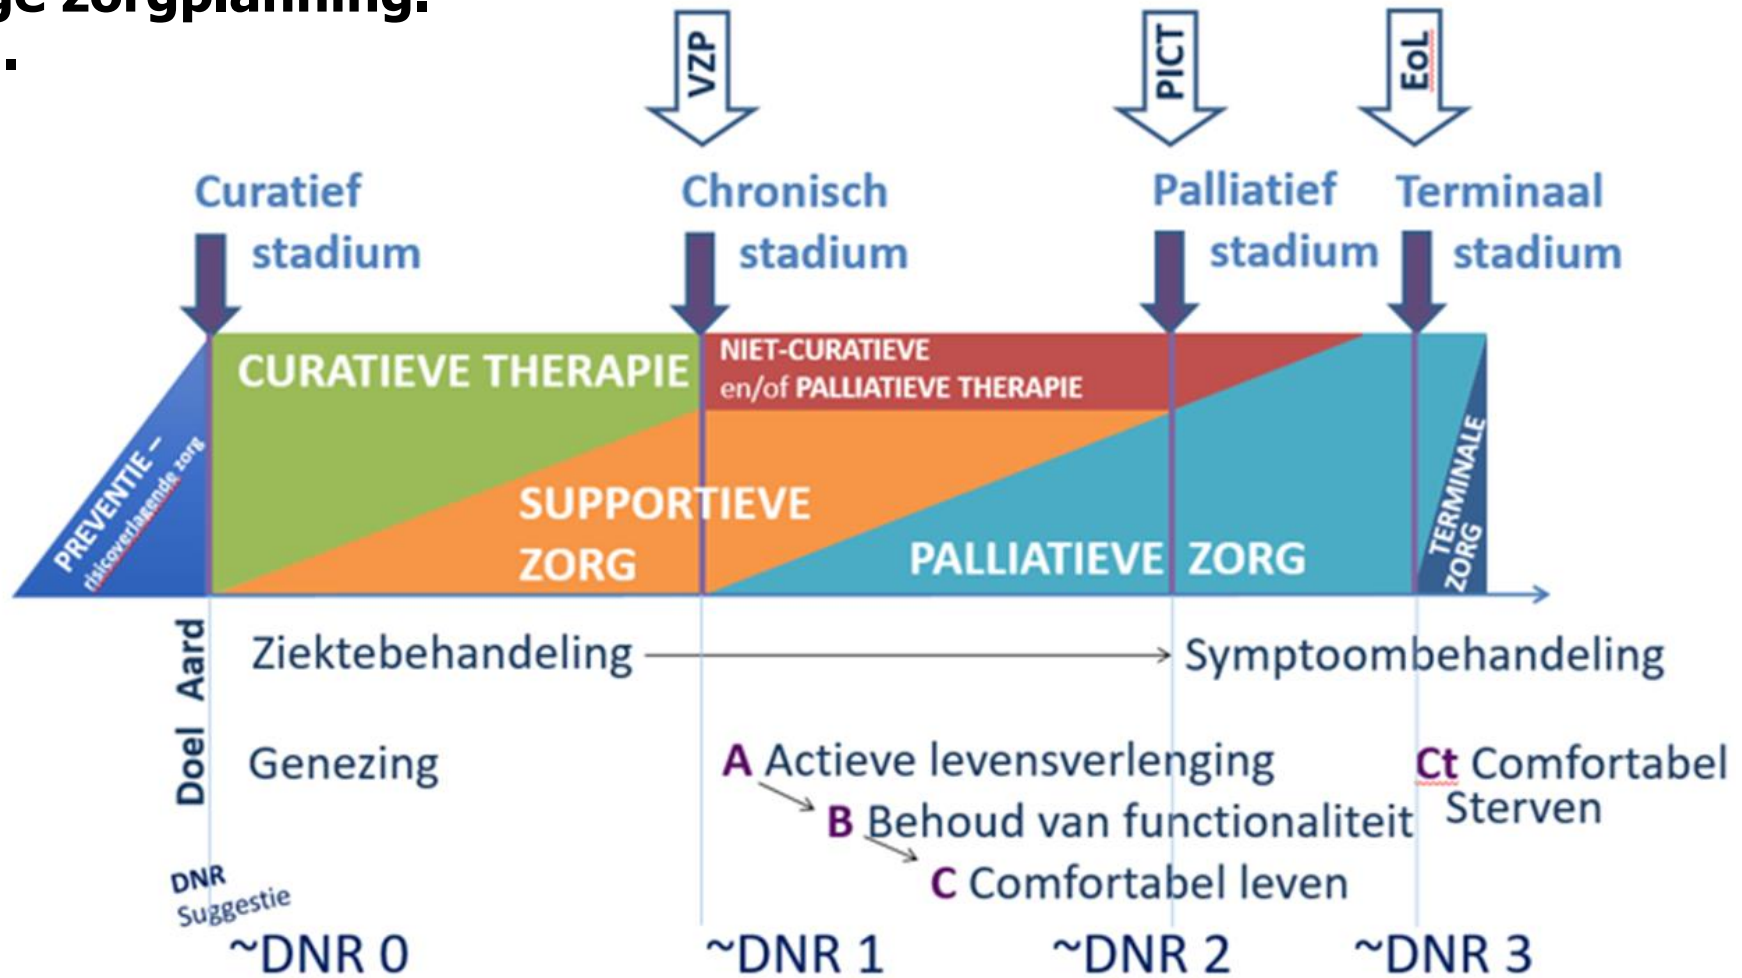 ge zorgplanning.
.
VZP
PICT
EoL
Curatief
stadium
Chronisch
stadium
Palliatief
stadium
Terminaal
stadium
PREVENTIE –
risicoverlagende zorg
CURATIEVE THERAPIE
NIET-CURATIEVE
en/of PALLIATIEVE THERAPIE
SUPPORTIEVE
ZORG
PALLIATIEVE ZORG
TERMINALE
ZORG
Aard
Ziektebehandeling
Symptoombehandeling
Doel
Genezing
A Actieve levensverlenging
B Behoud van functionaliteit
C Comfortabel leven
Ct Comfortabel
Sterven
DNR
Suggestie
~DNR 0
~DNR 1
~DNR 2
~DNR 3